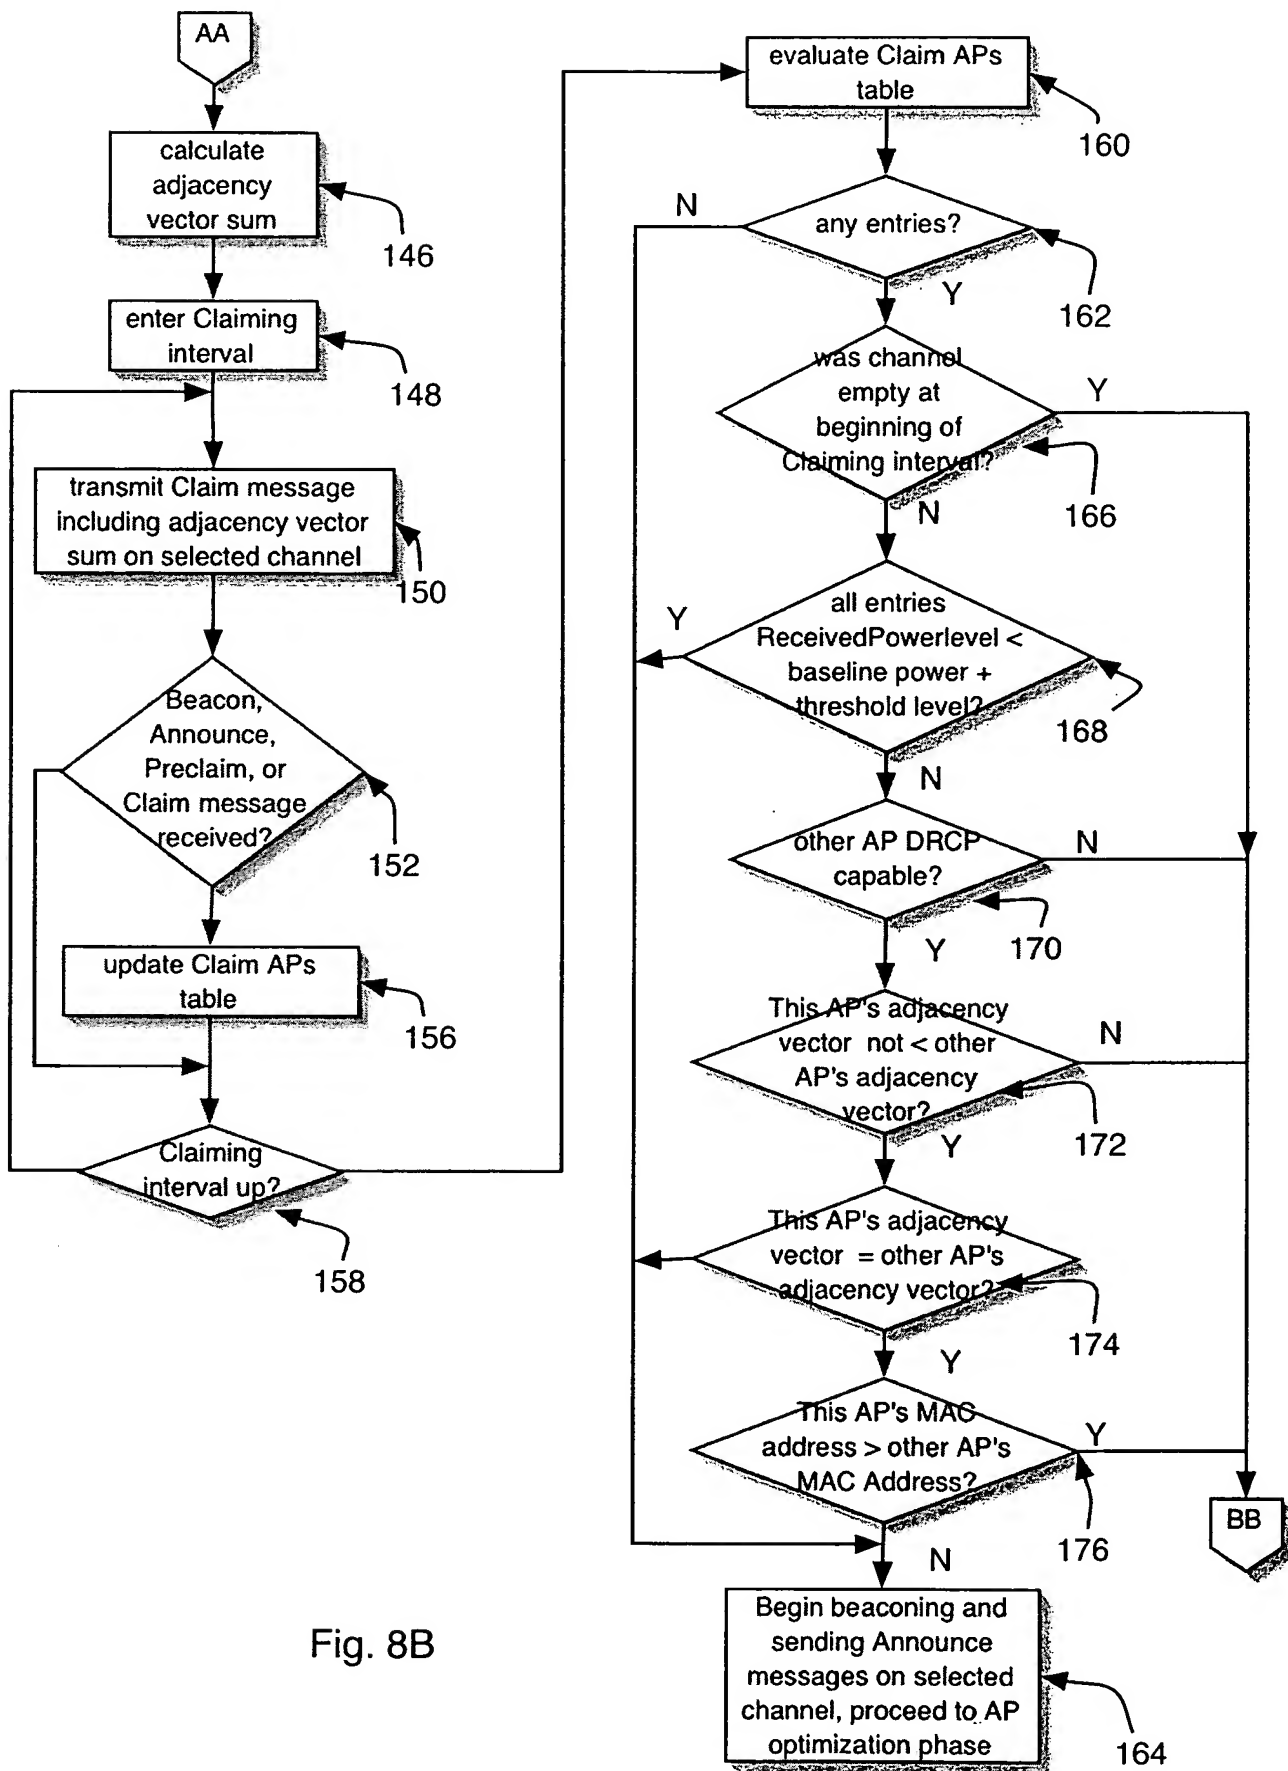 AA
calculate
adjacency
vector sum
146
enter Claiming
interval
148
transmit Claim message
including adjacency vector
sum on selected channel
150
Beacon,
Announce,
Preclaim, or
Claim message
received?
152
update Claim APs
table
156
Claiming
interval up?
158
evaluate Claim APs
table
160
N
any entries?
162
Y
was channel
empty at
beginning of
Claiming interval?
Y
166
N
all entries
ReceivedPowerlevel <
baseline power +
threshold level?
Y
168
N
other AP DRCP
capable?
N
170
Y
This AP's adjacency
vector not < other
AP's adjacency
vector?
N
172
Y
This AP's adjacency
vector = other AP's
adjacency vector?
174
Y
This AP's MAC
address > other AP's
MAC Address?
Y
176
BB
N
Begin beaconing and
sending Announce
messages on selected
channel, proceed to AP
optimization phase
164
Fig. 8B